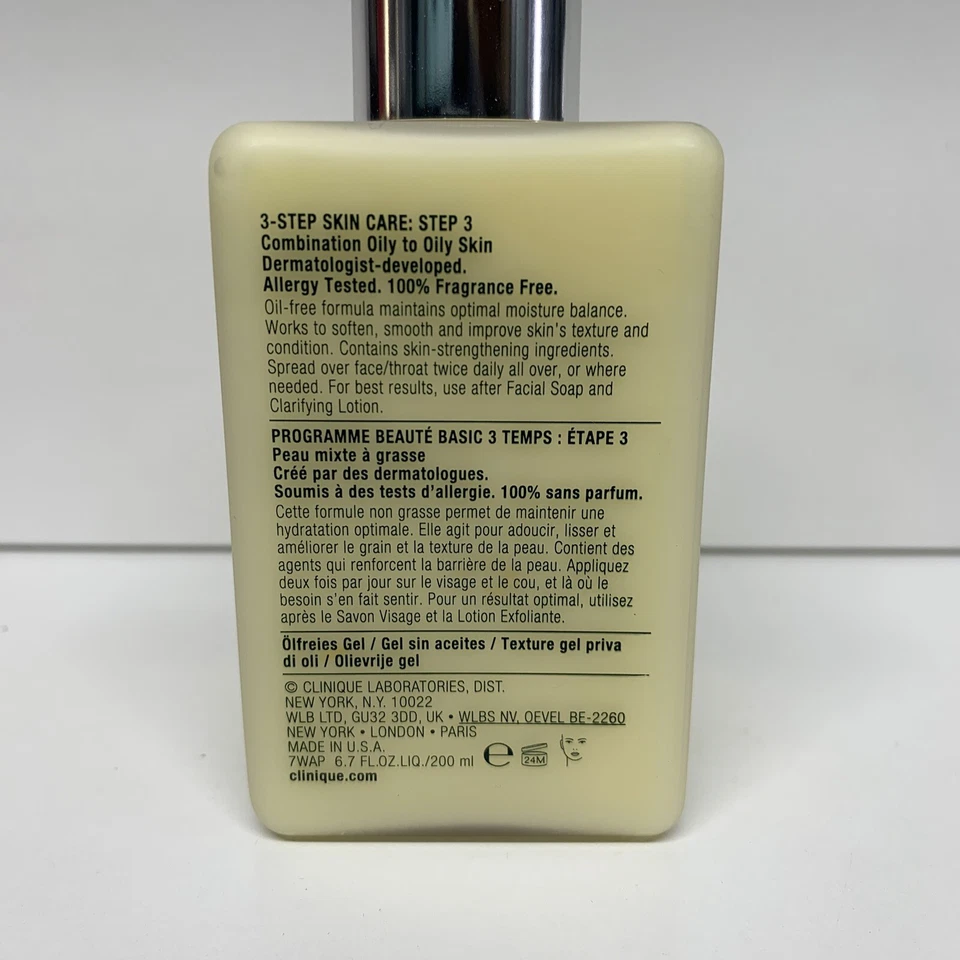 3-STEP SKIN CARE: STEP 3
Combination Oily to Oily Skin
Dermatologist-developed.
Allergy Tested. 100% Fragrance Free.
Oil-free formula maintains optimal moisture balance.
Works to soften, smooth and improve skin's texture and
condition. Contains skin-strengthening ingredients.
Spread over face/throat twice daily all over, or where
needed. For best results, use after Facial Soap and
Clarifying Lotion.
PROGRAMME BEAUTÉ BASIC 3 TEMPS : ÉTAPE 3
Peau mixte à grasse
Créé par des dermatologues.
Soumis à des tests d'allergie. 100% sans parfum.
Cette formule non grasse permet de maintenir une
hydratation optimale. Elle agit pour adoucir, lisser et
améliorer le grain et la texture de la peau. Contient des
agents qui renforcent la barrière de la peau. Appliquez
deux fois par jour sur le visage et le cou, et là où le
besoin s'en fait sentir. Pour un résultat optimal, utilisez
après le Savon Visage et la Lotion Exfoliante.
Ölfreies Gel / Gel sin aceites / Texture gel priva
di oli / Olievrije gel
© CLINIQUE LABORATORIES, DIST.
NEW YORK, N.Y. 10022
WLB LTD, GU32 3DD, UK • WLBS NV, OEVEL BE-2260
NEW YORK • LONDON • PARIS
MADE IN U.S.A.
7WAP 6.7 FL.OZ.LIQ./200 ml ℮ 24M
clinique.com